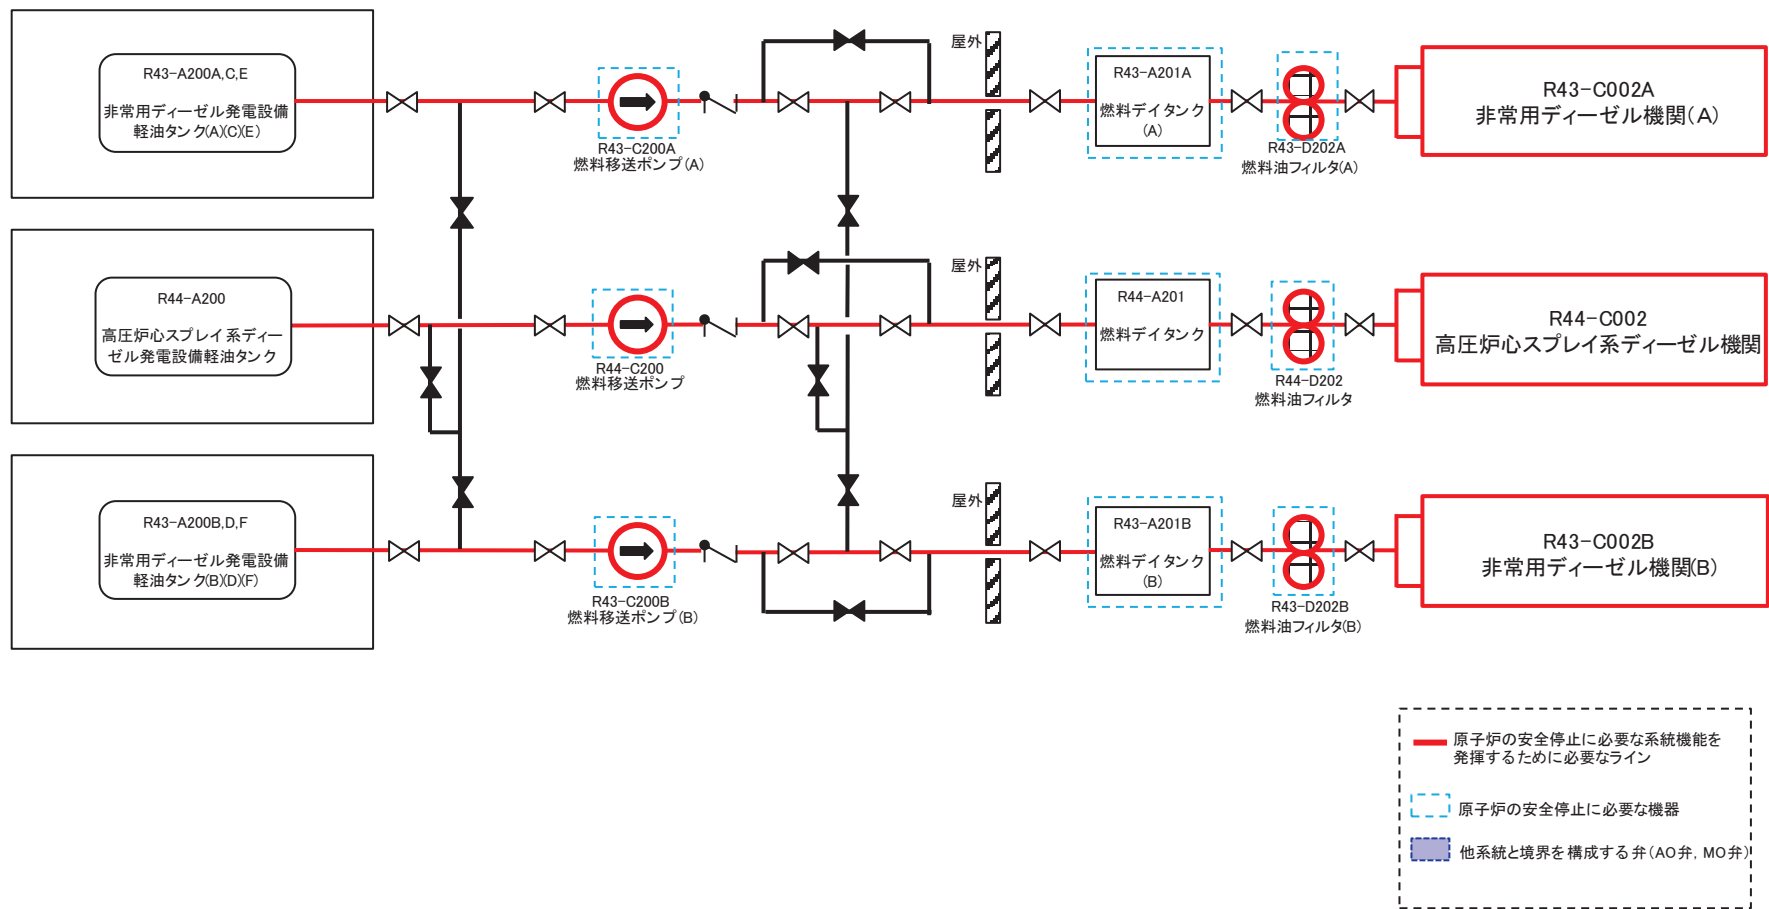 R43-A200A,C,E
非常用ディーゼル発電設備
軽油タンク(A)(C)(E)
R43-C200A
燃料移送ポンプ(A)
屋外
R43-A201A
燃料デイタンク
(A)
R43-D202A
燃料油フィルタ(A)
R43-C002A
非常用ディーゼル機関(A)
R44-A200
高圧炉心スプレイ系ディー
ゼル発電設備軽油タンク
R44-C200
燃料移送ポンプ
屋外
R44-A201
燃料デイタンク
R44-D202
燃料油フィルタ
R44-C002
高圧炉心スプレイ系ディーゼル機関
R43-A200B,D,F
非常用ディーゼル発電設備
軽油タンク(B)(D)(F)
R43-C200B
燃料移送ポンプ(B)
屋外
R43-A201B
燃料デイタンク
(B)
R43-D202B
燃料油フィルタ(B)
R43-C002B
非常用ディーゼル機関(B)
原子炉の安全停止に必要な系統機能を
発揮するために必要なライン
原子炉の安全停止に必要な機器
他系統と境界を構成する弁(AO弁, MO弁)